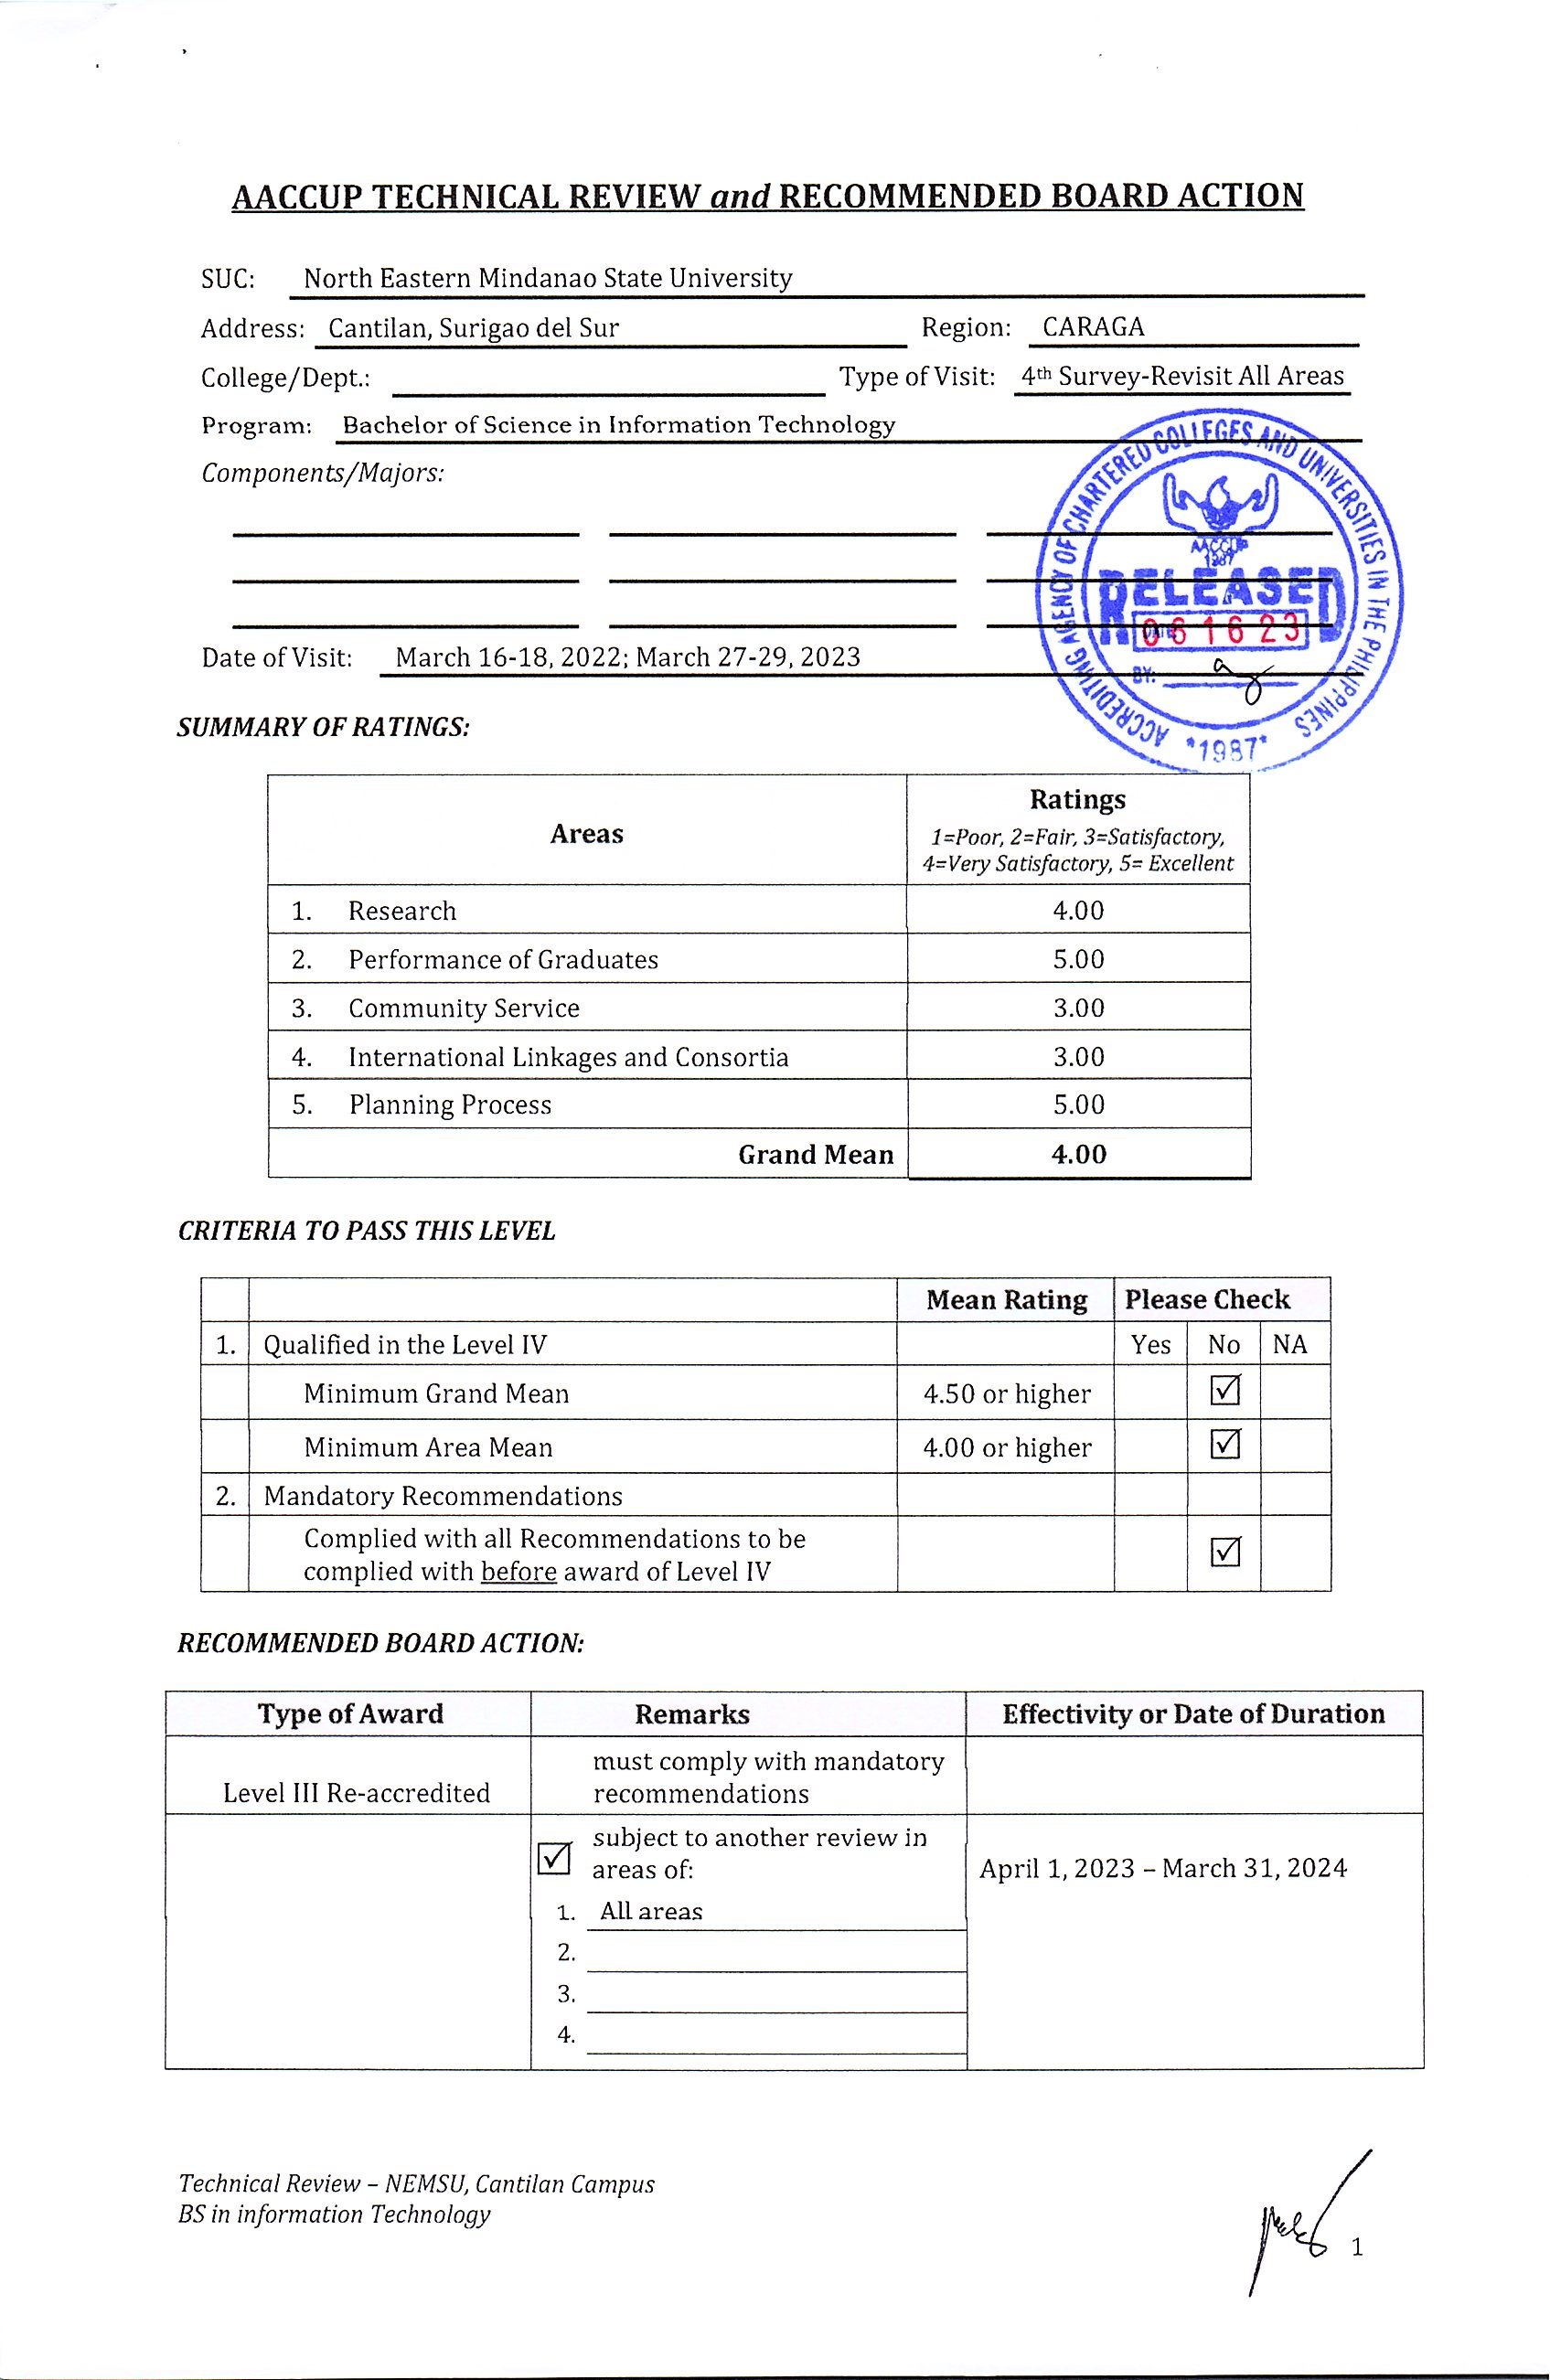 AACCUP TECHNICAL REVIEW and RECOMMENDED BOARD ACTION
SUC: North Eastern Mindanao State University
Address: Cantilan, Surigao del Sur Region: CARAGA
College/Dept.: Type of Visit: 4th Survey-Revisit All Areas
Program: Bachelor of Science in Information Technology
Components/Majors:
ACCREDITING AGENCY OF CHARTERED COLLEGES AND UNIVERSITIES IN THE PHILIPPINES
AACCUP
1987
RELEASED
061623
BY:
*1987*
Date of Visit: March 16-18, 2022; March 27-29, 2023
SUMMARY OF RATINGS:
Areas Ratings
1=Poor, 2=Fair, 3=Satisfactory,
4=Very Satisfactory, 5= Excellent
1. Research 4.00
2. Performance of Graduates 5.00
3. Community Service 3.00
4. International Linkages and Consortia 3.00
5. Planning Process 5.00
Grand Mean 4.00
CRITERIA TO PASS THIS LEVEL
Mean Rating Please Check
1. Qualified in the Level IV Yes No NA
Minimum Grand Mean 4.50 or higher ☑
Minimum Area Mean 4.00 or higher ☑
2. Mandatory Recommendations
Complied with all Recommendations to be
complied with before award of Level IV ☑
RECOMMENDED BOARD ACTION:
Type of Award Remarks Effectivity or Date of Duration
must comply with mandatory
Level III Re-accredited recommendations
☑ subject to another review in
areas of: April 1, 2023 – March 31, 2024
1. All areas
2.
3.
4.
Technical Review – NEMSU, Cantilan Campus
BS in information Technology
1